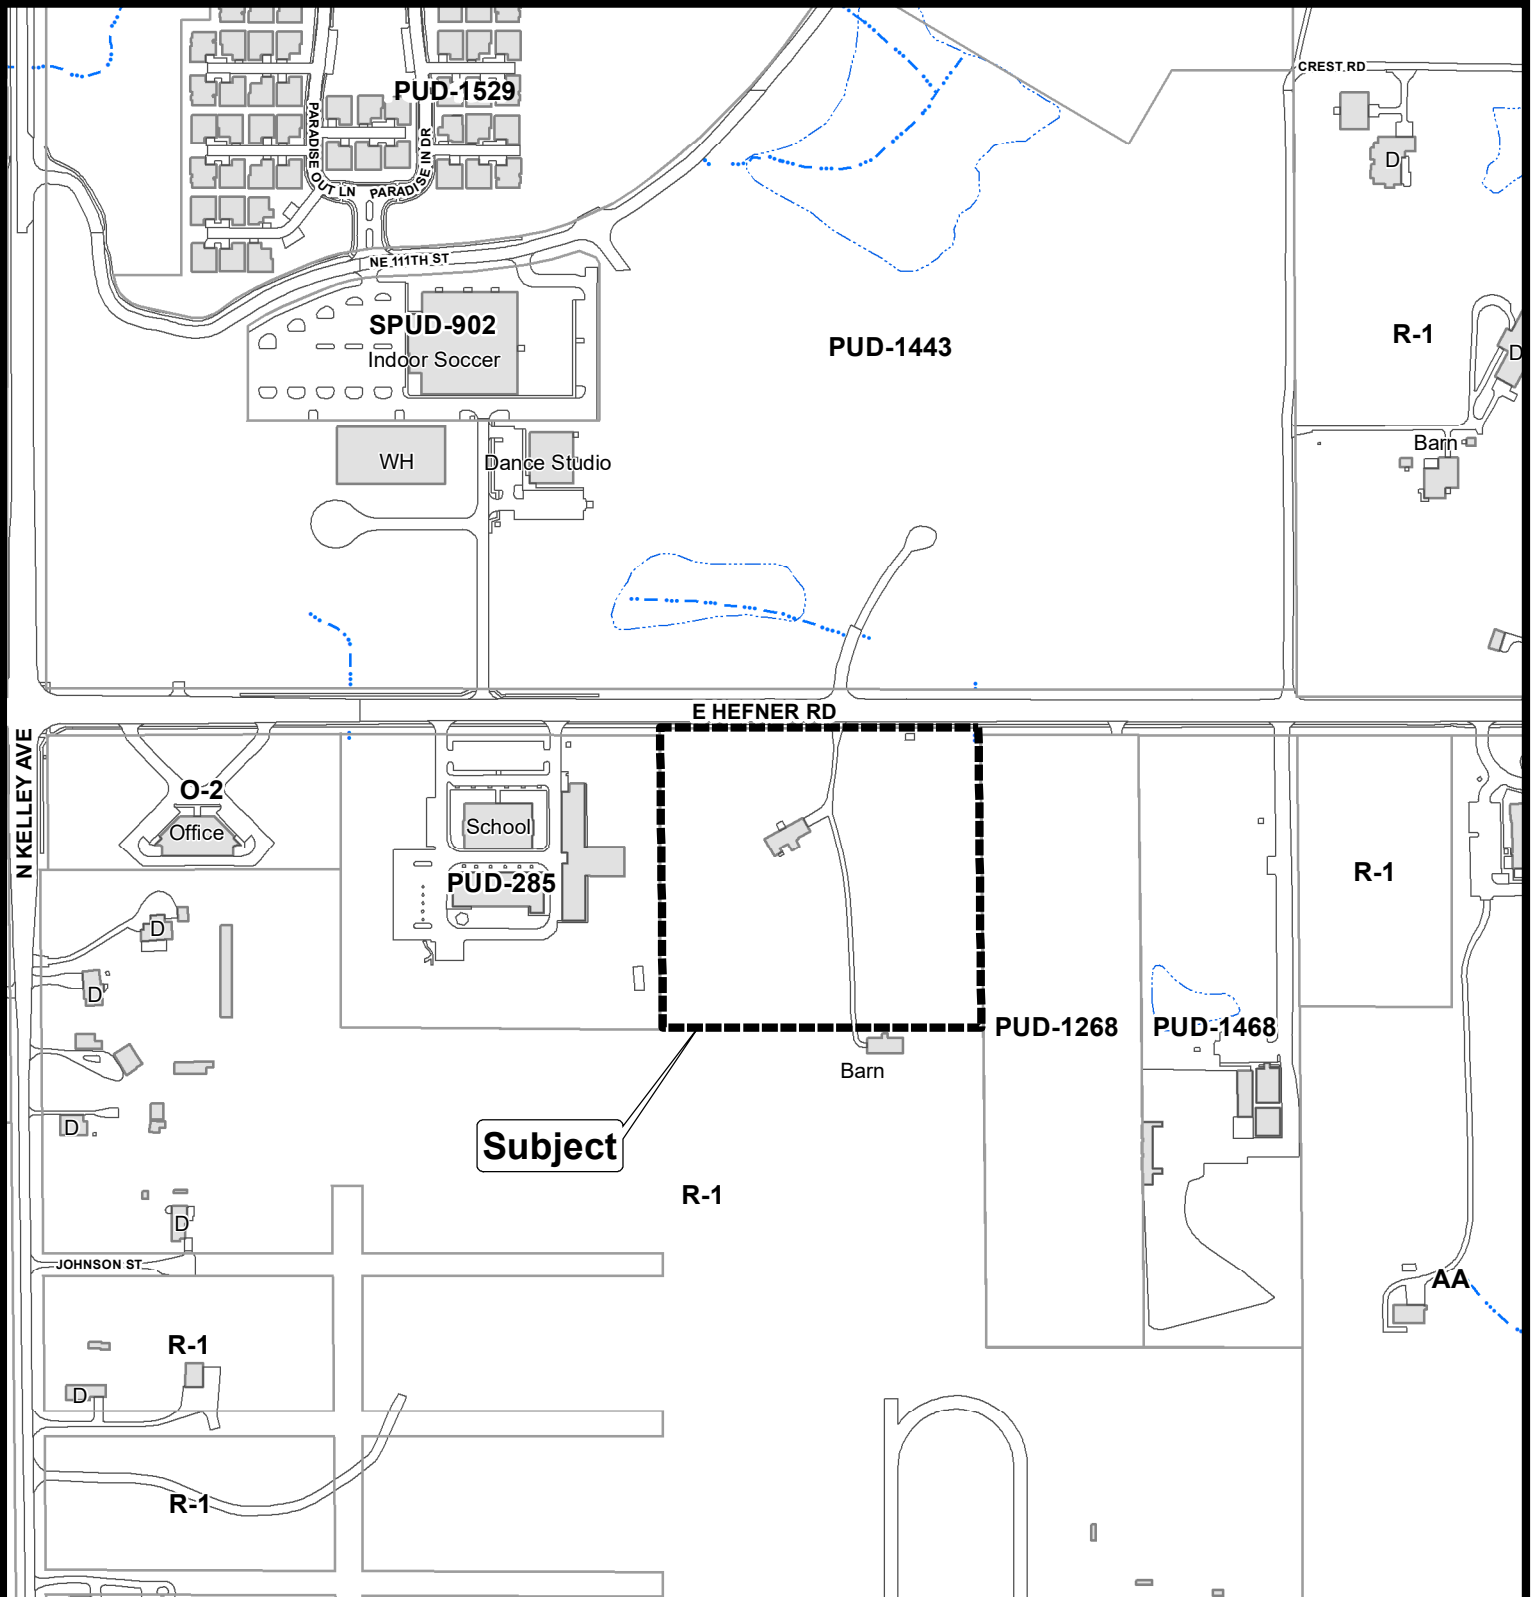 CREST RD
PUD-1529
PARADISE OUT LN
PARADISE IN DR
D
NE 111TH ST
SPUD-902
Indoor Soccer
PUD-1443
R-1
D
Barn
WH
Dance Studio
E HEFNER RD
N KELLEY AVE
O-2
Office
School
PUD-285
R-1
D
D
PUD-1268
PUD-1468
Barn
D
Subject
R-1
D
JOHNSON ST
AA
R-1
D
R-1